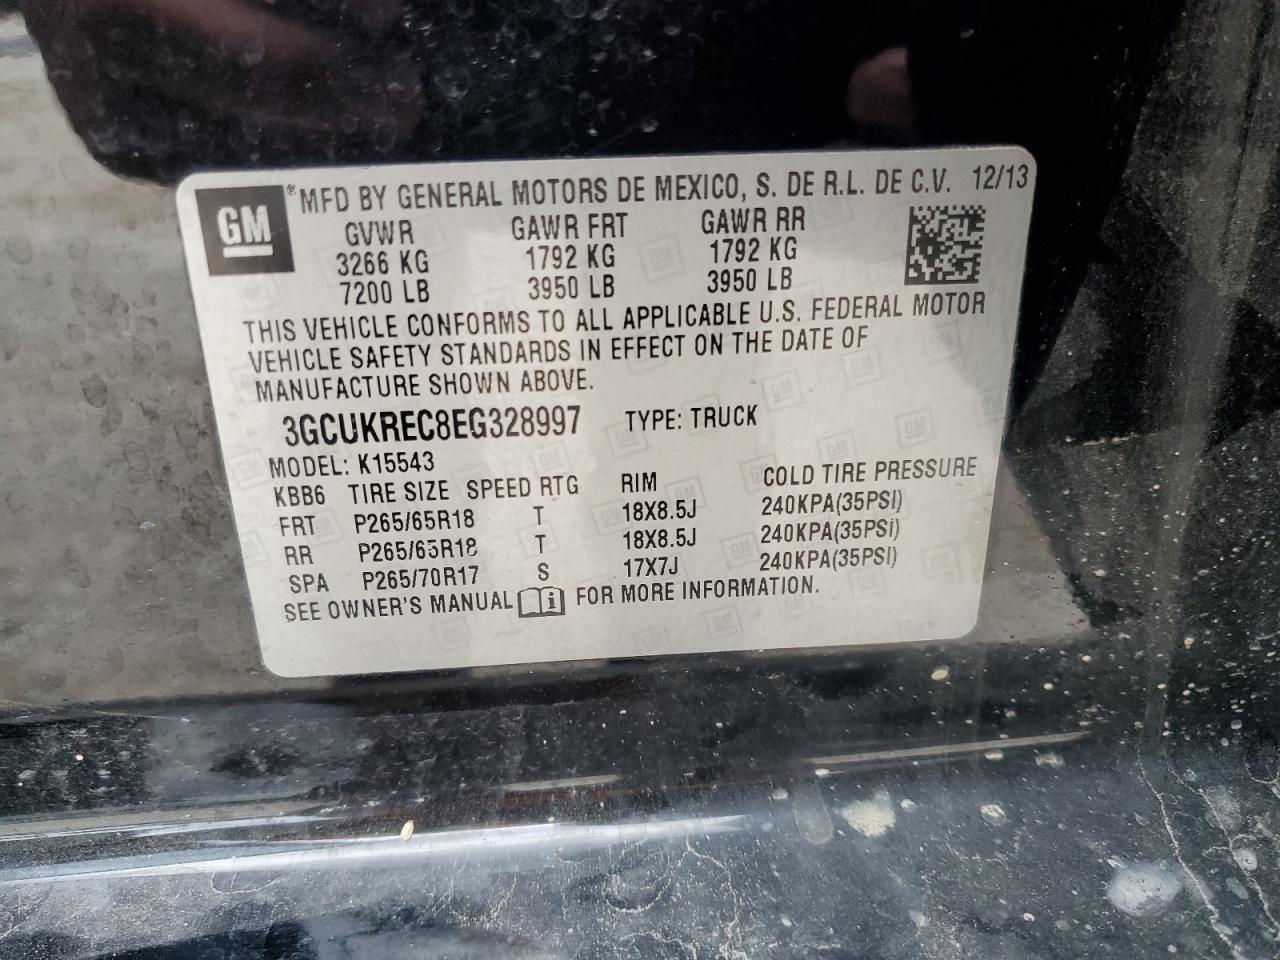 GM ® MFD BY GENERAL MOTORS DE MEXICO, S. DE R.L. DE C.V. 12/13
GVWR GAWR FRT GAWR RR
3266 KG 1792 KG 1792 KG
7200 LB 3950 LB 3950 LB
THIS VEHICLE CONFORMS TO ALL APPLICABLE U.S. FEDERAL MOTOR
VEHICLE SAFETY STANDARDS IN EFFECT ON THE DATE OF
MANUFACTURE SHOWN ABOVE.
3GCUKREC8EG328997 TYPE: TRUCK
MODEL: K15543
KBB6 TIRE SIZE SPEED RTG RIM COLD TIRE PRESSURE
FRT P265/65R18 T 18X8.5J 240KPA(35PSI)
RR P265/65R18 T 18X8.5J 240KPA(35PSI)
SPA P265/70R17 S 17X7J 240KPA(35PSI)
SEE OWNER'S MANUAL i FOR MORE INFORMATION.